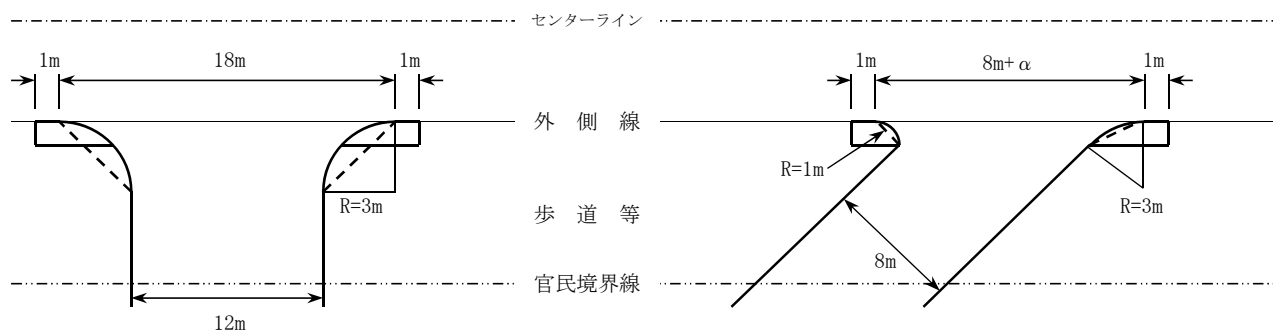 センターライン
1m 18m 1m
1m 8m+α 1m
外側線
R=1m
R=3m
歩道等
R=3m
8m
官民境界線
12m